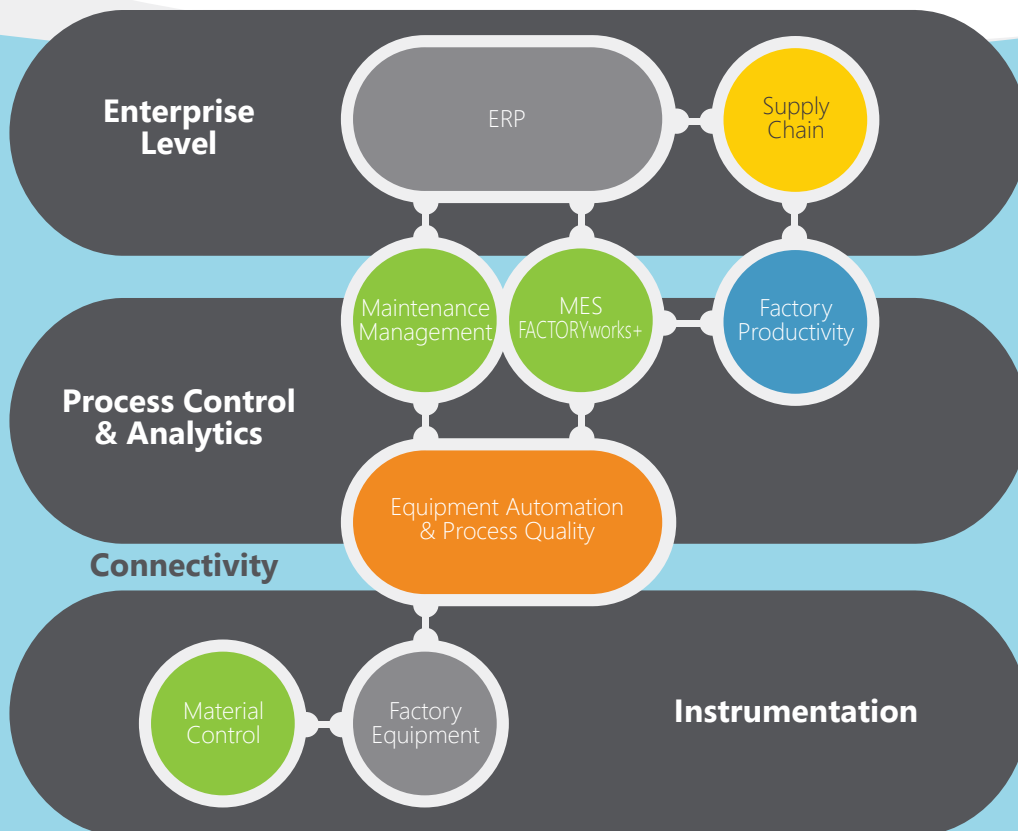 Enterprise
Level
ERP
Supply
Chain
Maintenance
Management
MES
FACTORYworks+
Factory
Productivity
Process Control
& Analytics
Equipment Automation
& Process Quality
Connectivity
Material
Control
Factory
Equipment
Instrumentation